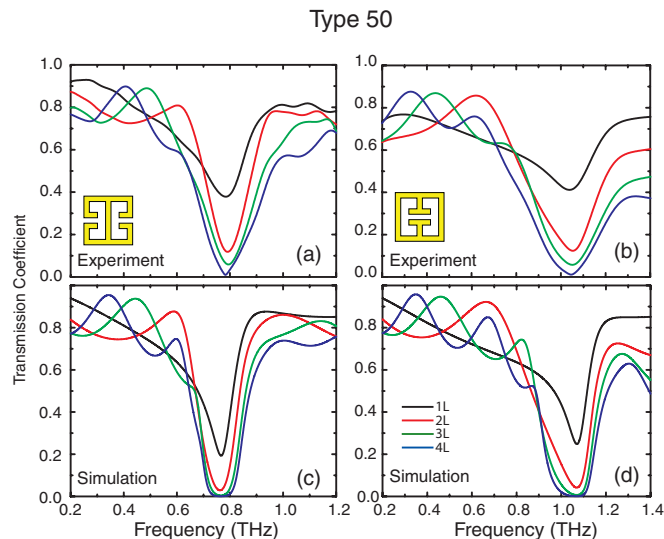 Type 50
Transmission Coefficient
1.0
0.8
0.6
0.4
0.2
0.0
(a)
Experiment
1.0
0.8
0.6
0.4
0.2
0.0
(b)
Experiment
0.8
0.6
0.4
0.2
0.0
(c)
Simulation
0.2 0.4 0.6 0.8 1.0 1.2
Frequency (THz)
0.8
0.6
0.4
0.2
0.0
1L
2L
3L
4L
(d)
Simulation
0.2 0.4 0.6 0.8 1.0 1.2 1.4
Frequency (THz)